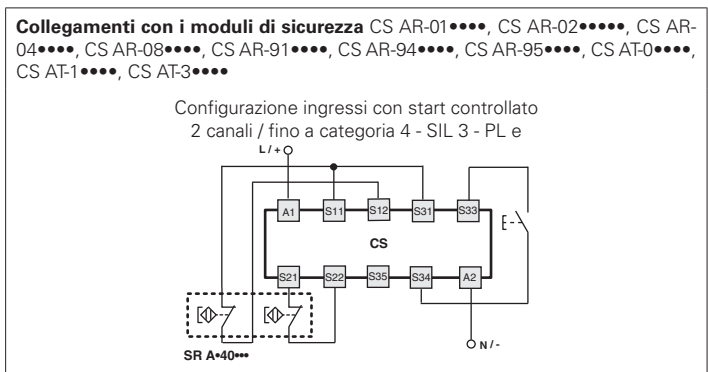 Collegamenti con i moduli di sicurezza CS AR-01••••, CS AR-02•••••, CS AR-
04••••, CS AR-08••••, CS AR-91••••, CS AR-94••••, CS AR-95••••, CS AT-0••••,
CS AT-1••••, CS AT-3••••
Configurazione ingressi con start controllato
2 canali / fino a categoria 4 - SIL 3 - PL e
L / +
A1 S11 S12 S31 S33
CS
S21 S22 S35 S34 A2
SR A•40•••
N / -